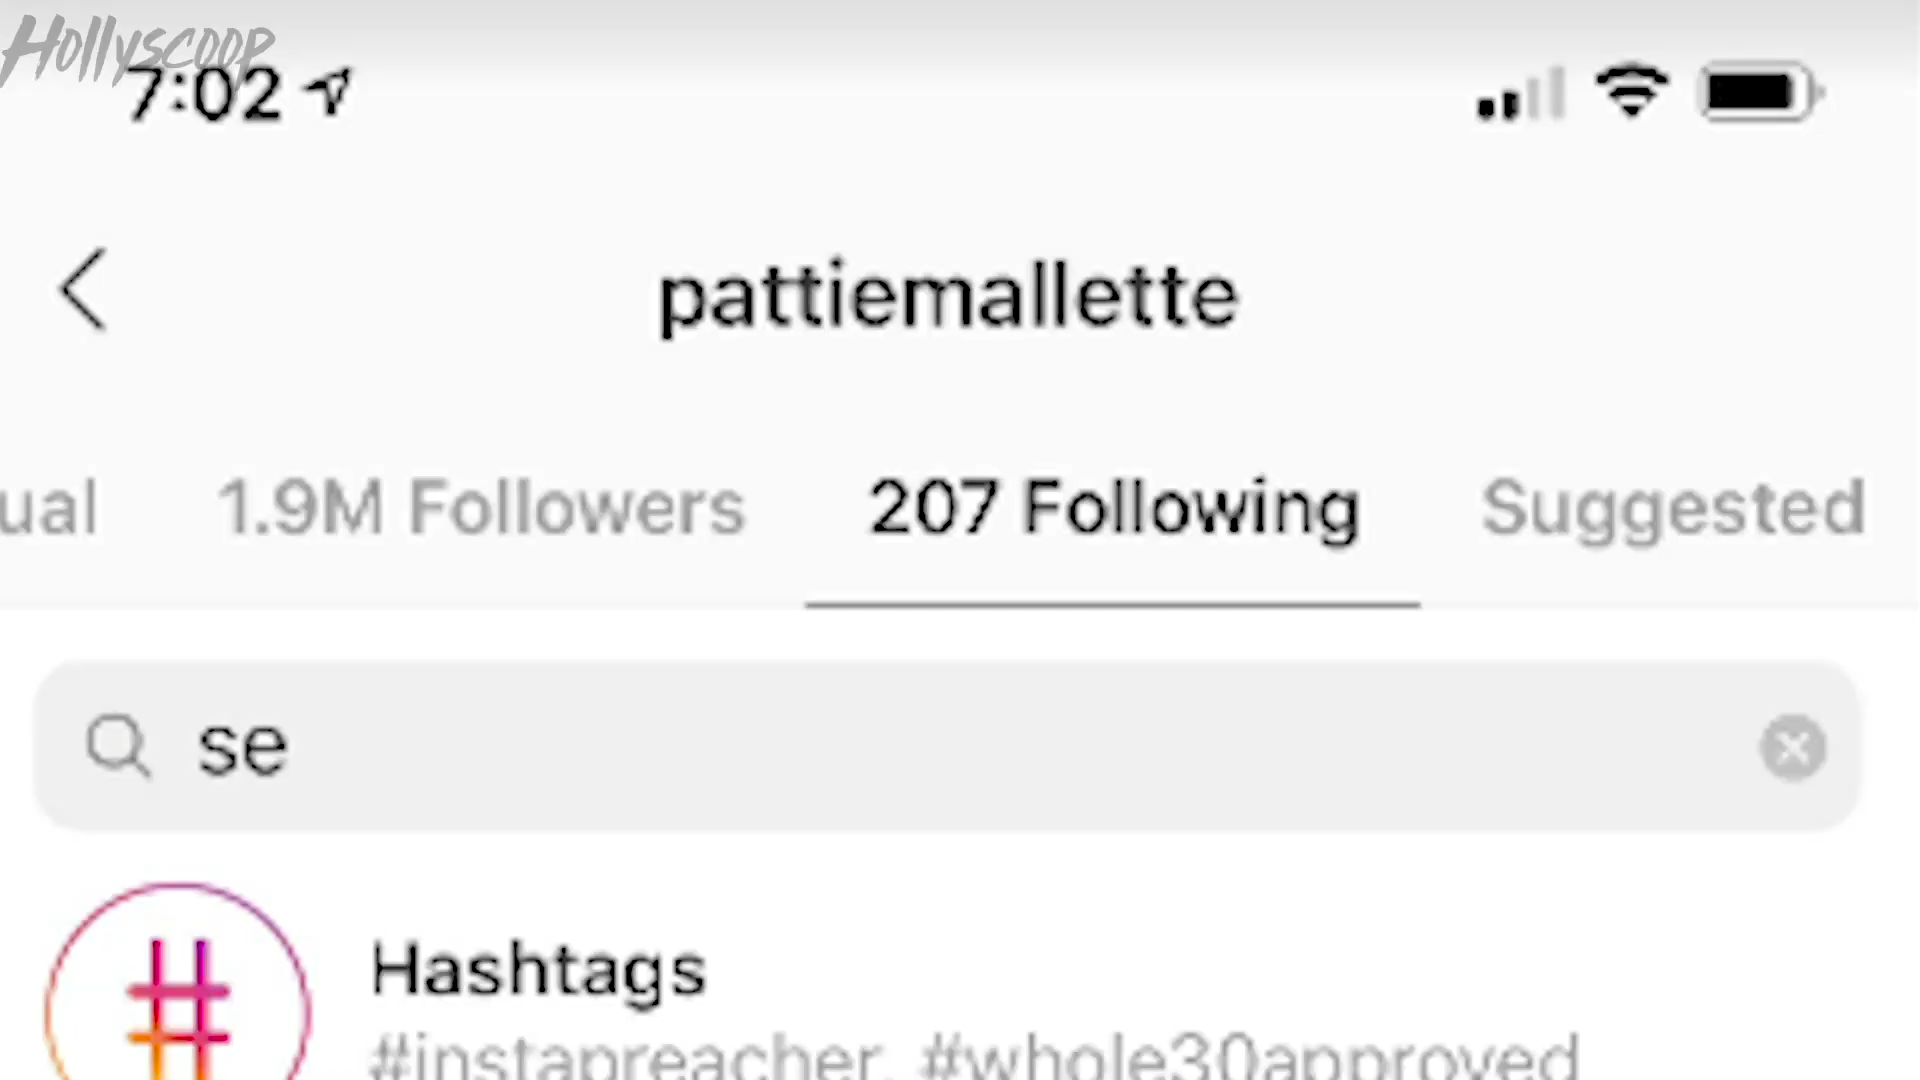 Hollyscoop
7:02
pattiemallette
ual 1.9M Followers 207 Following Suggested
se
Hashtags
#instapreacher, #whole30approved